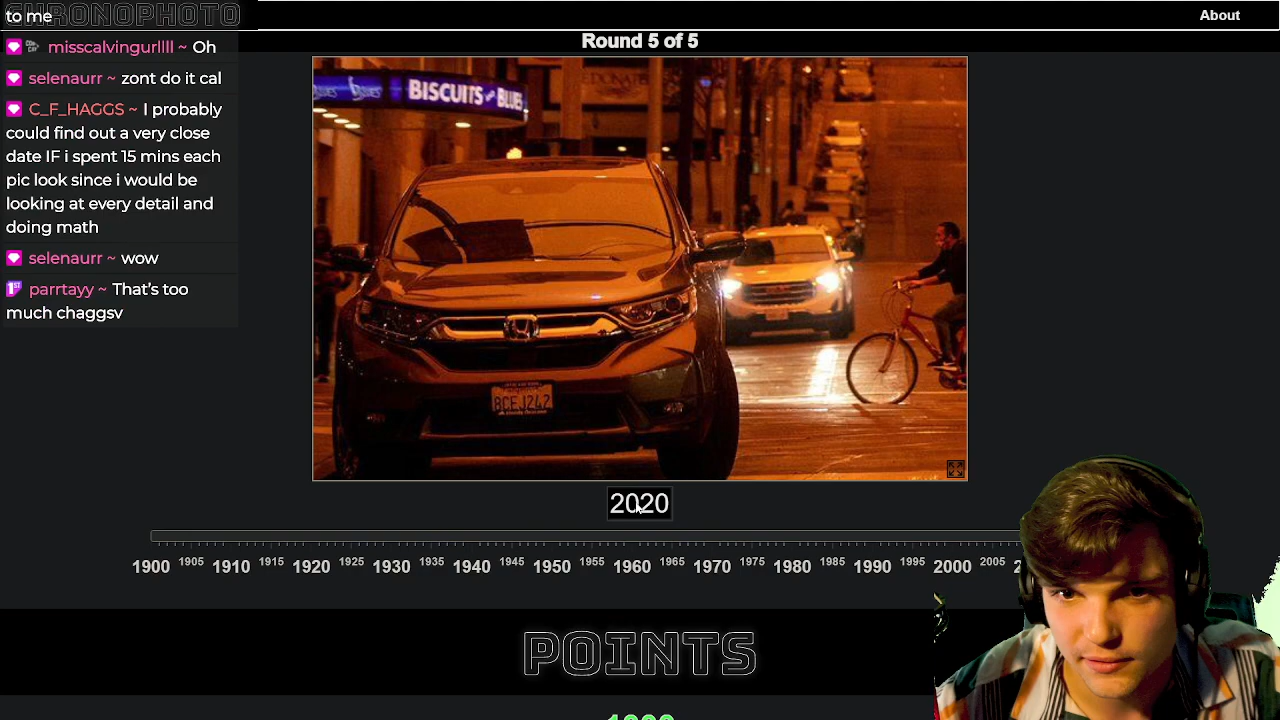 CHRONOPHOTO
to me
About
Round 5 of 5
misscalvingurllll ~ Oh
selenaurr ~ zont do it cal
C_F_HAGGS ~ I probably
could find out a very close
date IF i spent 15 mins each
pic look since i would be
looking at every detail and
doing math
selenaurr ~ wow
parrtayy ~ That's too
much chaggsv
BISCUITS and BLUES
DONATE
8CEJ242
2020
1900 1905 1910 1915 1920 1925 1930 1935 1940 1945 1950 1955 1960 1965 1970 1975 1980 1985 1990 1995 2000 2005
POINTS